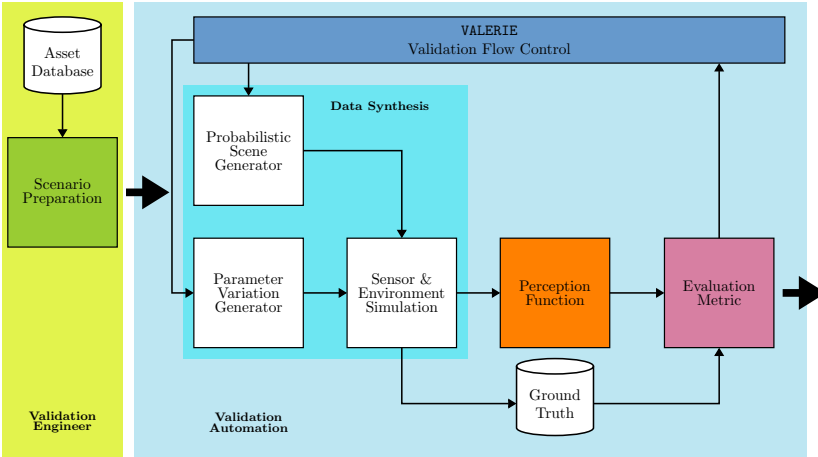 Asset
Database
Scenario
Preparation
Validation
Engineer
VALERIE
Validation Flow Control
Data Synthesis
Probabilistic
Scene
Generator
Parameter
Variation
Generator
Sensor &
Environment
Simulation
Perception
Function
Evaluation
Metric
Ground
Truth
Validation
Automation